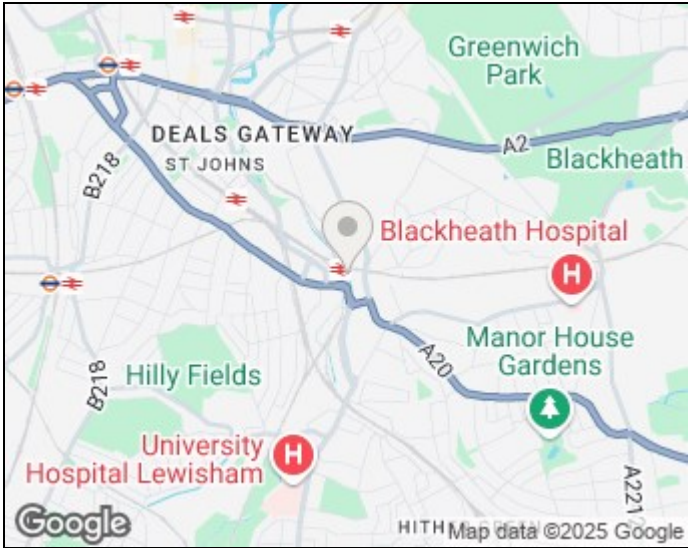 Greenwich
Park
DEALS GATEWAY
A2
B218
ST JOHNS
Blackheath
Blackheath Hospital
H
Manor House
Gardens
A20
Hilly Fields
B218
University
Hospital Lewisham
H
A221
Google
Map data ©2025 Google